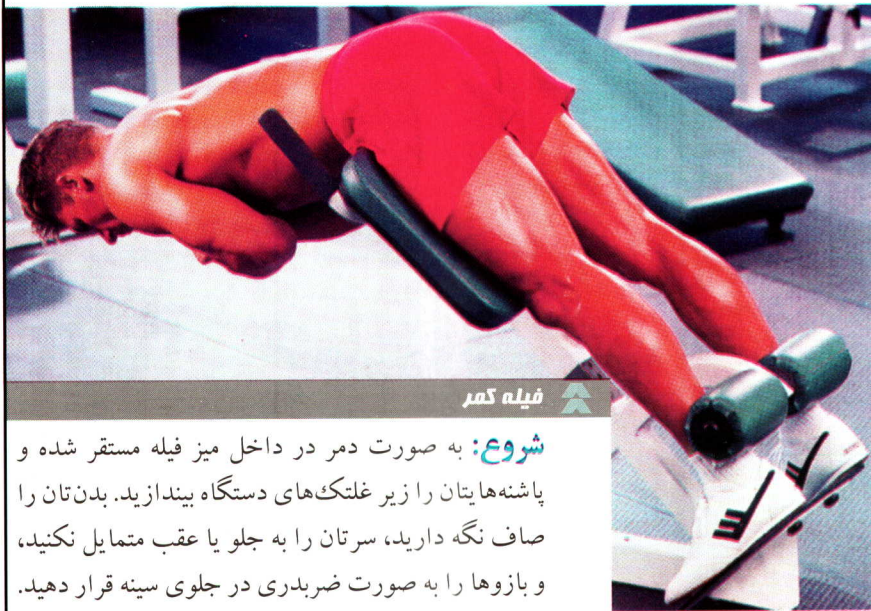 فیله کمر
شروع: به صورت دمر در داخل میز فیله مستقر شده و
پاشنه‌هایتان را زیر غلتک‌های دستگاه بیندازید. بدن‌تان را
صاف نگه دارید، سرتان را به جلو یا عقب متمایل نکنید،
و بازوها را به صورت ضربدری در جلوی سینه قرار دهید.